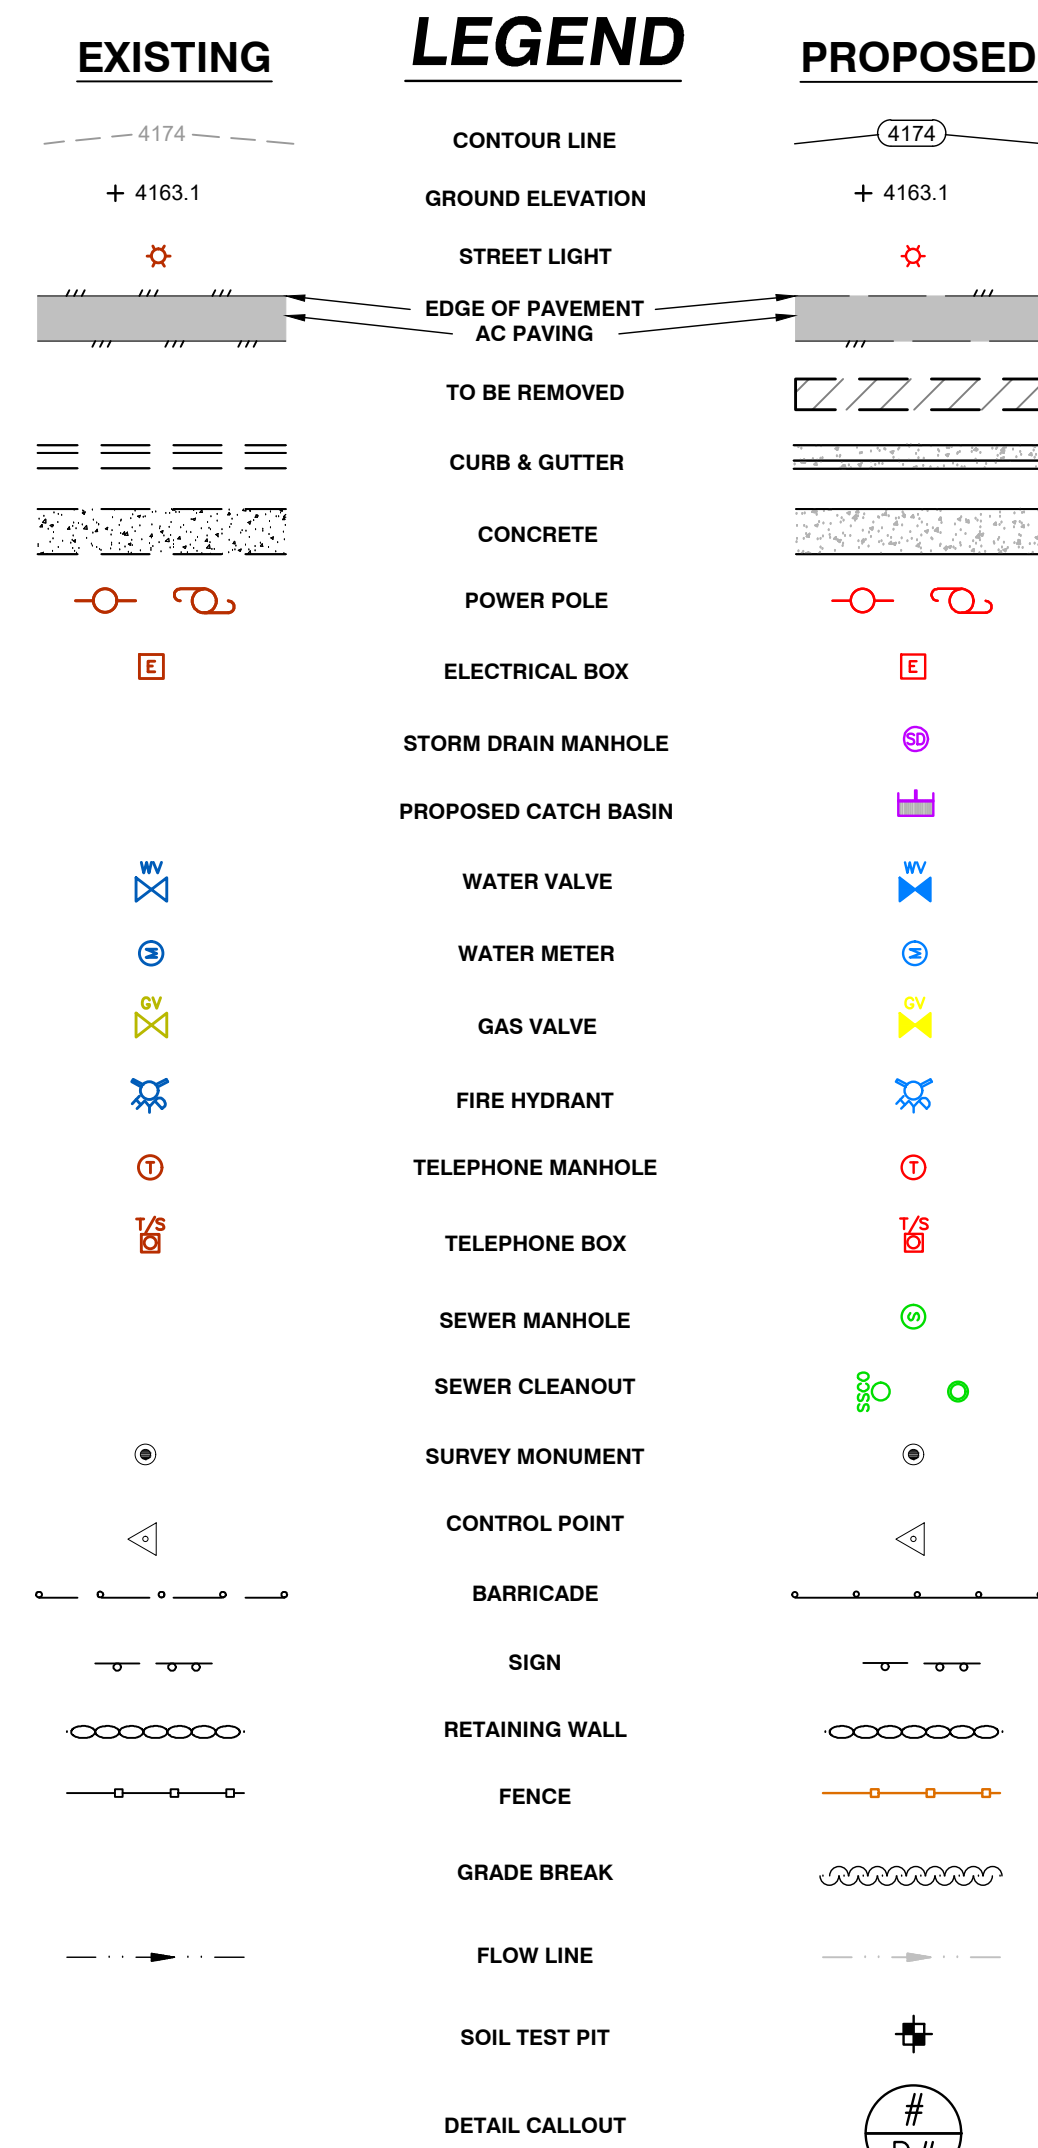 LEGEND
EXISTING PROPOSED
4174 CONTOUR LINE 4174
4163.1 GROUND ELEVATION 4163.1
STREET LIGHT
EDGE OF PAVEMENT
AC PAVING
TO BE REMOVED
CURB & GUTTER
CONCRETE
POWER POLE
E ELECTRICAL BOX E
STORM DRAIN MANHOLE SD
PROPOSED CATCH BASIN
WV WATER VALVE WV
M WATER METER M
GV GAS VALVE GV
FIRE HYDRANT
T TELEPHONE MANHOLE T
T/S TELEPHONE BOX T/S
SEWER MANHOLE S
SEWER CLEANOUT SSCO
SURVEY MONUMENT
CONTROL POINT
BARRICADE
SIGN
RETAINING WALL
FENCE
GRADE BREAK
FLOW LINE
SOIL TEST PIT
#
DETAIL CALLOUT